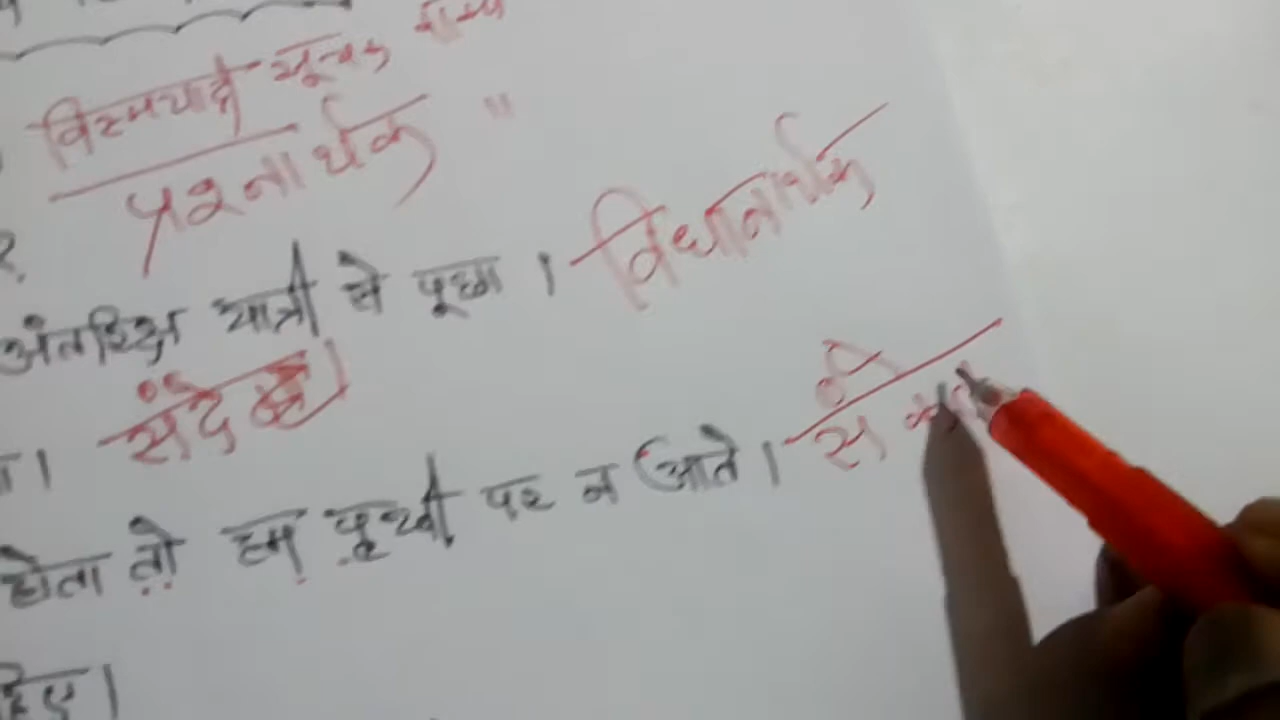 विस्मयादि सूचक वाक्य
प्रश्नार्थक "
अंतरिक्ष यात्री से पूछा । विधानार्थक
संदेह
होता तो हम पृथ्वी पर न आते ।
हिए ।